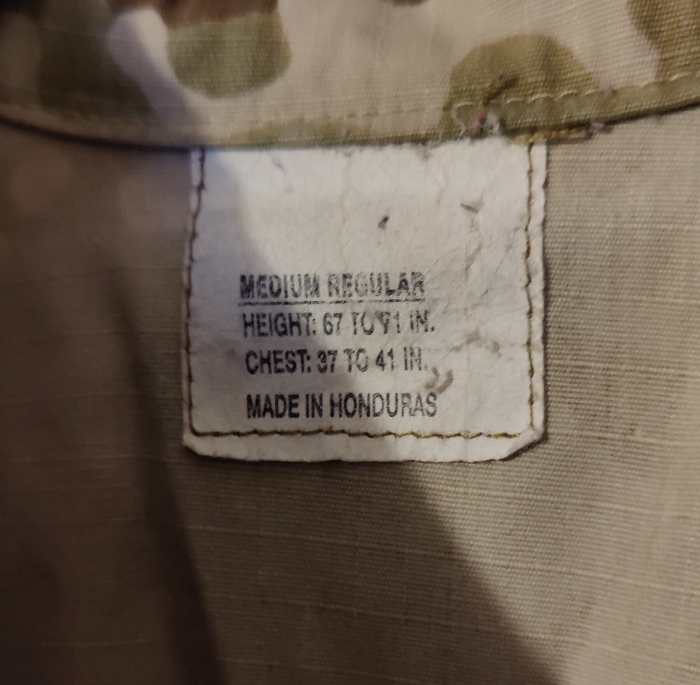 MEDIUM REGULAR
HEIGHT: 67 TO 71 IN.
CHEST: 37 TO 41 IN.
MADE IN HONDURAS